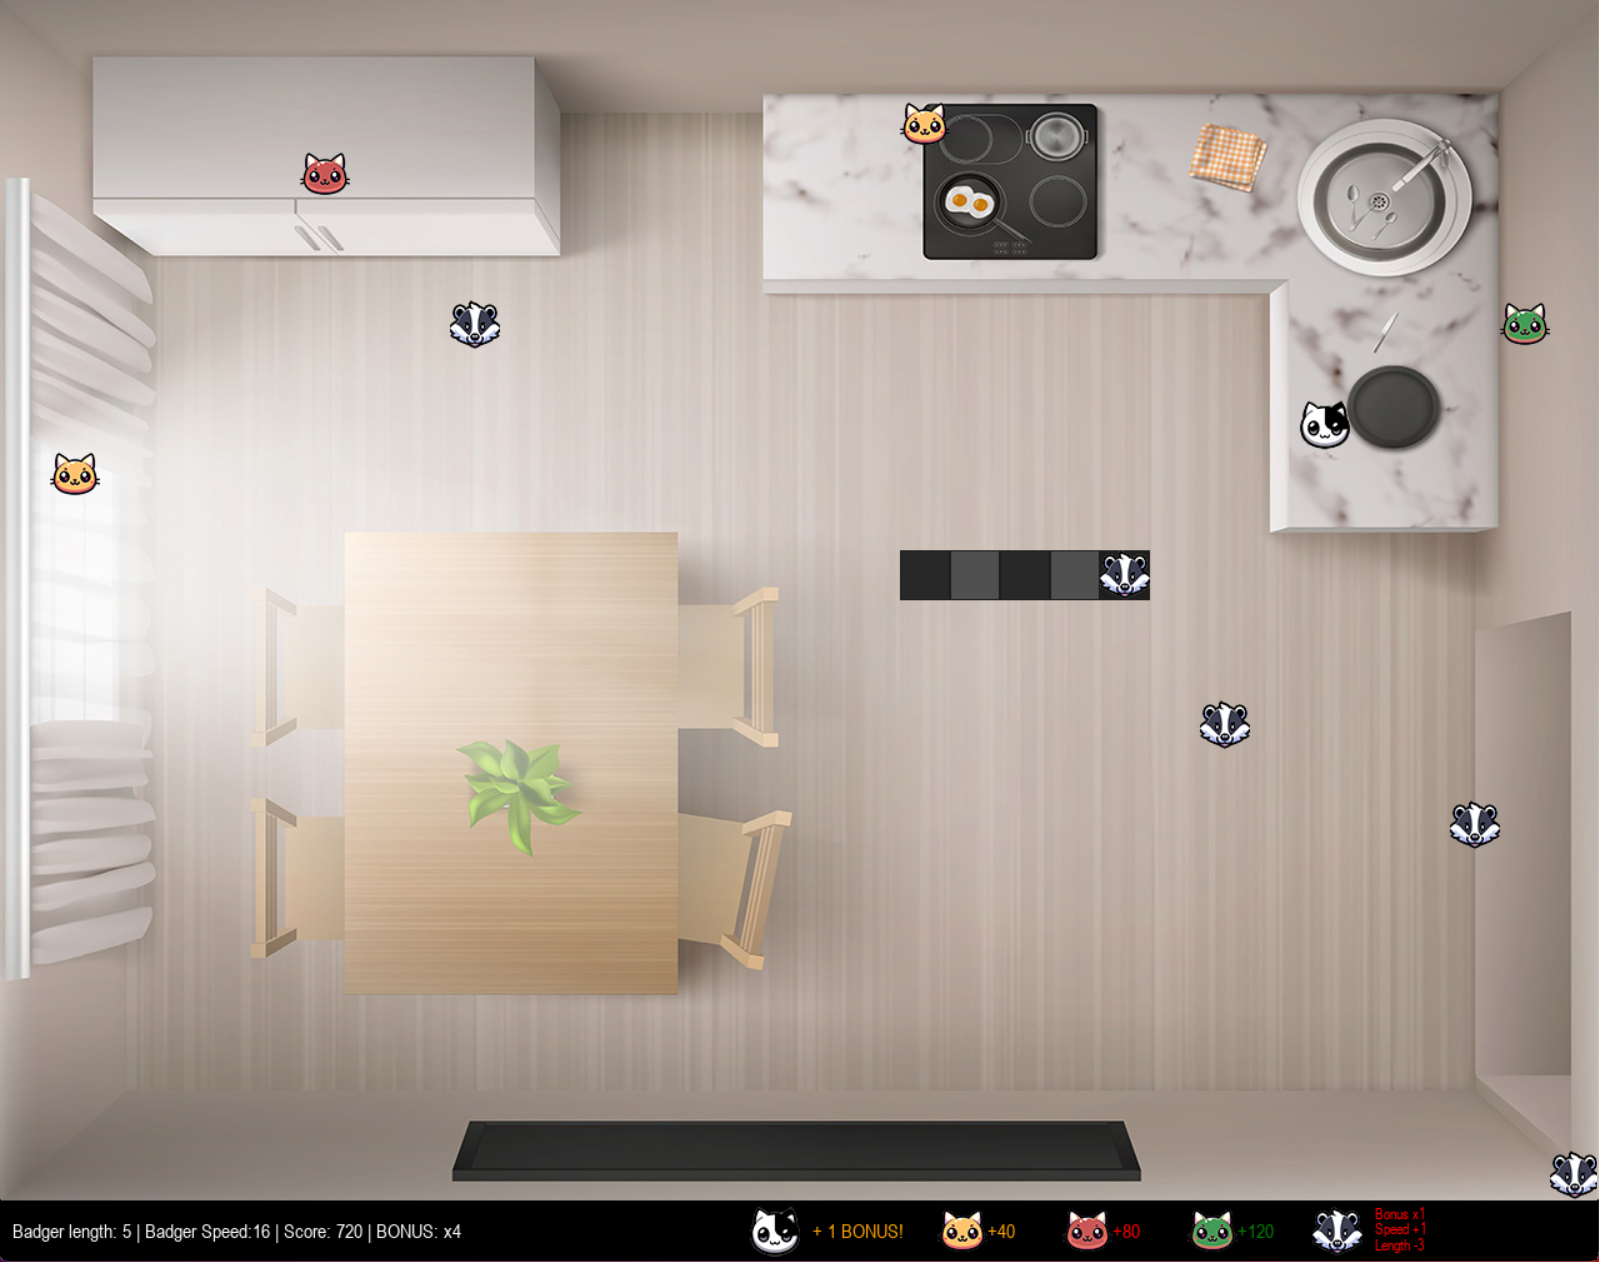 Badger length: 5 | Badger Speed:16 | Score: 720 | BONUS: x4
+ 1 BONUS!
+40
+80
+120
Bonus x1
Speed +1
Length -3